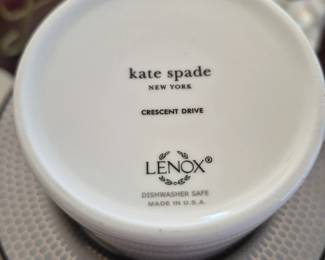 kate spade
NEW YORK
CRESCENT DRIVE
LENOX®
DISHWASHER SAFE
MADE IN U.S.A.